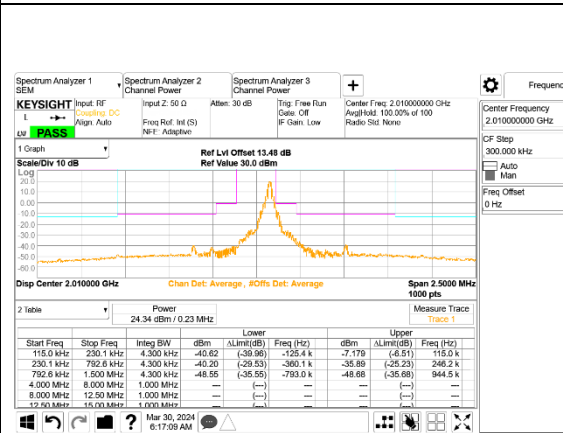 Spectrum Analyzer 1
SEM
Spectrum Analyzer 2
Channel Power
Spectrum Analyzer 3
Channel Power
+
Frequenc
KEYSIGHT
Input: RF
Coupling: DC
Align: Auto
Input Z: 50 Ω
Freq Ref: Int (S)
NFE: Adaptive
Atten: 30 dB
Trig: Free Run
Gate: Off
IF Gain: Low
Center Freq: 2.010000000 GHz
Avg|Hold: 100.00% of 100
Radio Std: None
L
PASS
Center Frequency
2.010000000 GHz
CF Step
300.000 kHz
Auto
Man
Freq Offset
0 Hz
1 Graph
Scale/Div 10 dB
Ref Lvl Offset 13.48 dB
Ref Value 30.0 dBm
Log
20.0
10.0
0.00
-10.0
-20.0
-30.0
-40.0
-50.0
-60.0
Disp Center 2.010000 GHz
Chan Det: Average , #Offs Det: Average
Span 2.5000 MHz
1000 pts
2 Table
Power
24.34 dBm / 0.23 MHz
Measure Trace
Trace 1
Lower Upper
Start Freq Stop Freq Integ BW dBm ΔLimit(dB) Freq (Hz) dBm ΔLimit(dB) Freq (Hz)
115.0 kHz 230.1 kHz 4.300 kHz -40.62 (-39.96) -125.4 k -7.179 (-6.51) 115.0 k
230.1 kHz 792.6 kHz 4.300 kHz -40.20 (-29.53) -360.1 k -35.89 (-25.23) 246.2 k
792.6 kHz 1.500 MHz 4.300 kHz -48.55 (-35.55) -793.0 k -48.68 (-35.68) 944.5 k
4.000 MHz 8.000 MHz 1.000 MHz --- (---) --- --- (---) ---
8.000 MHz 12.50 MHz 1.000 MHz --- (---) --- --- (---) ---
12.50 MHz 15.00 MHz 1.000 MHz --- (---) --- --- (---) ---
?
Mar 30, 2024
6:17:09 AM